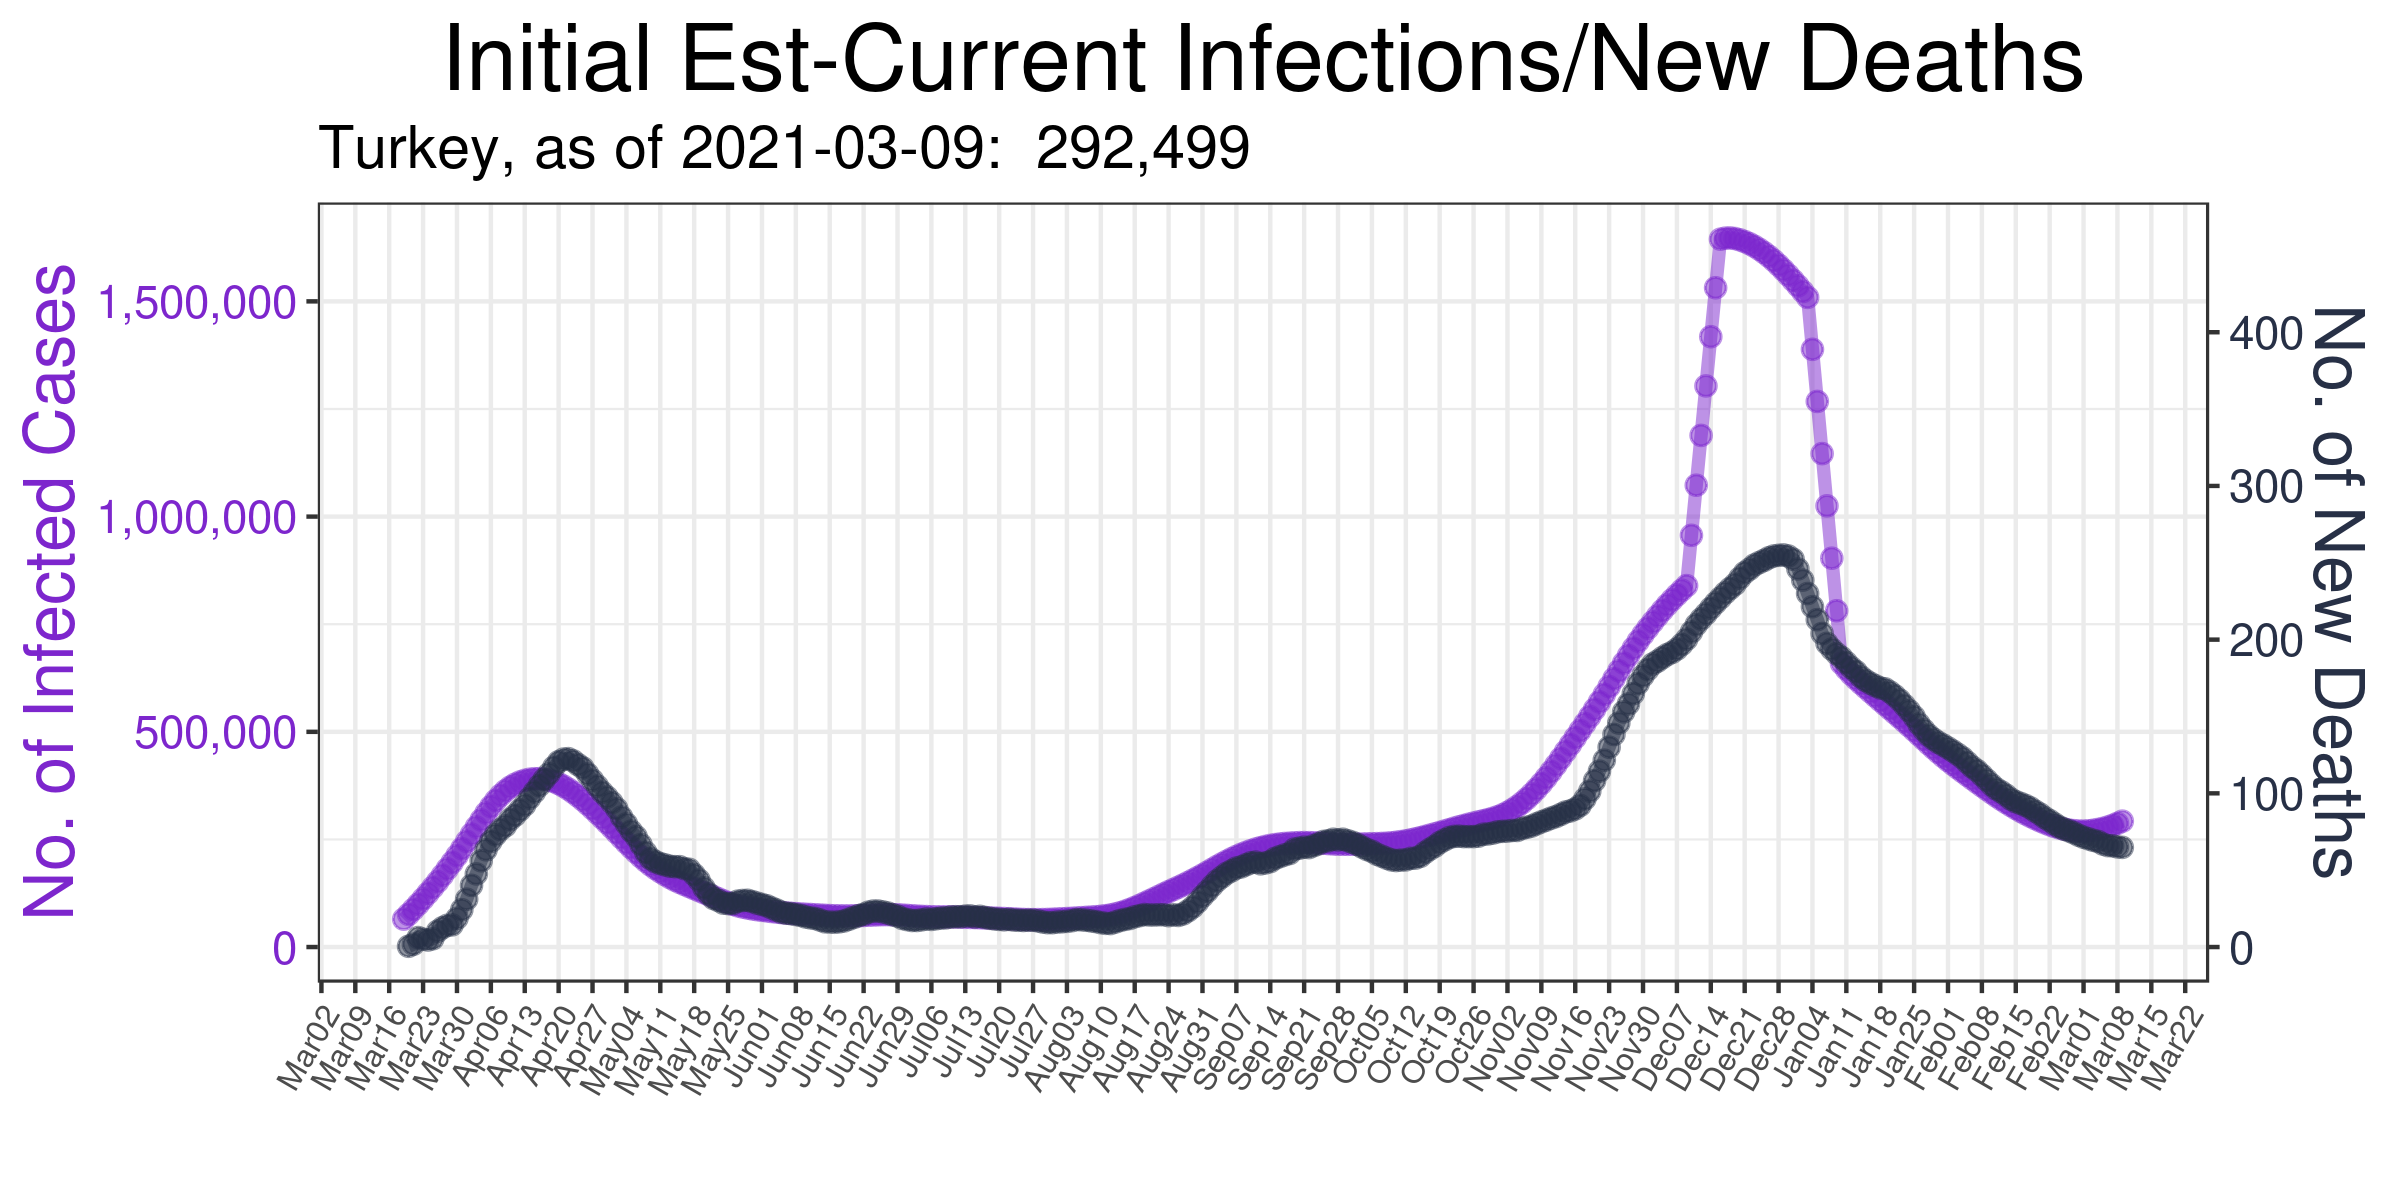 Initial Est-Current Infections/New Deaths
Turkey, as of 2021-03-09:  292,499
No. of Infected Cases
1,500,000
1,000,000
500,000
0
400
300
200
100
0
No. of New Deaths
Mar02
Mar09
Mar16
Mar23
Mar30
Apr06
Apr13
Apr20
Apr27
May04
May11
May18
May25
Jun01
Jun08
Jun15
Jun22
Jun29
Jul06
Jul13
Jul20
Jul27
Aug03
Aug10
Aug17
Aug24
Aug31
Sep07
Sep14
Sep21
Sep28
Oct05
Oct12
Oct19
Oct26
Nov02
Nov09
Nov16
Nov23
Nov30
Dec07
Dec14
Dec21
Dec28
Jan04
Jan11
Jan18
Jan25
Feb01
Feb08
Feb15
Feb22
Mar01
Mar08
Mar15
Mar22